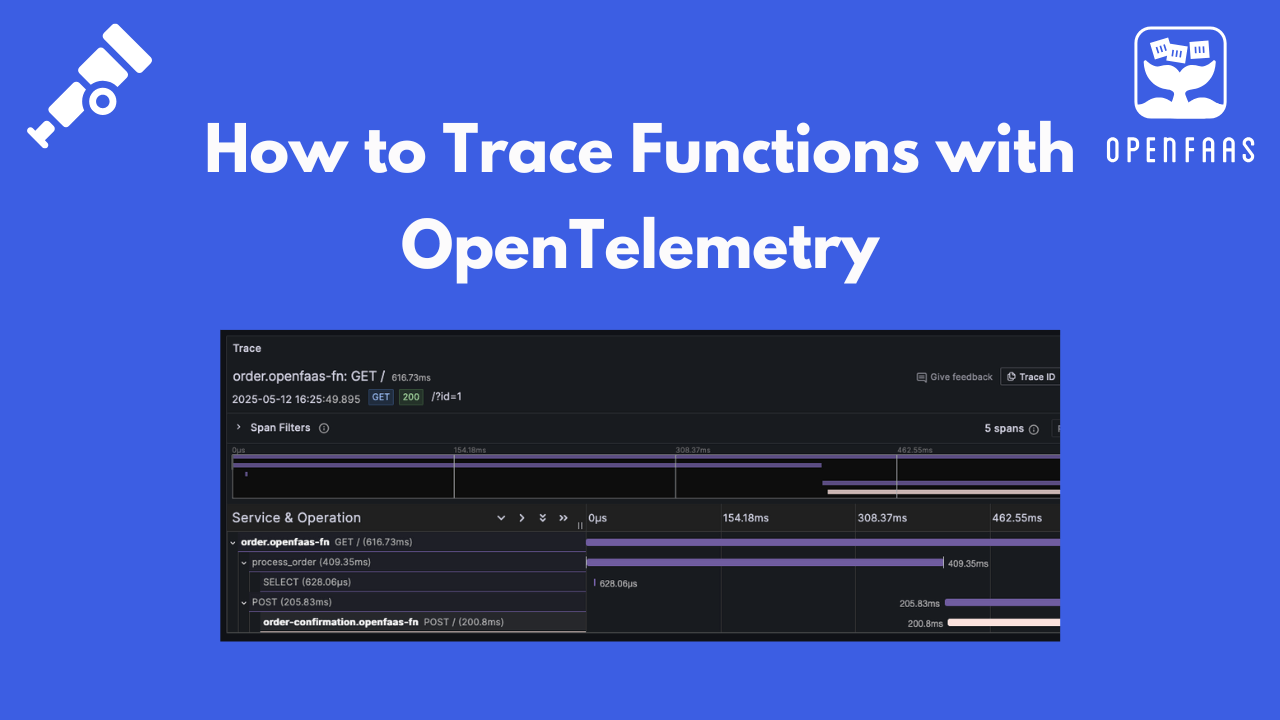 OPENFAAS
How to Trace Functions with
OpenTelemetry
Trace
order.openfaas-fn: GET / 616.73ms
Give feedback
Trace ID
2025-05-12 16:25:49.895 GET 200 /?id=1
Span Filters
5 spans
0µs 154.18ms 308.37ms 462.55ms
Service & Operation
0µs 154.18ms 308.37ms 462.55ms
order.openfaas-fn GET / (616.73ms)
process_order (409.35ms)
409.35ms
SELECT (628.06µs)
628.06µs
POST (205.83ms)
205.83ms
order-confirmation.openfaas-fn POST / (200.8ms)
200.8ms